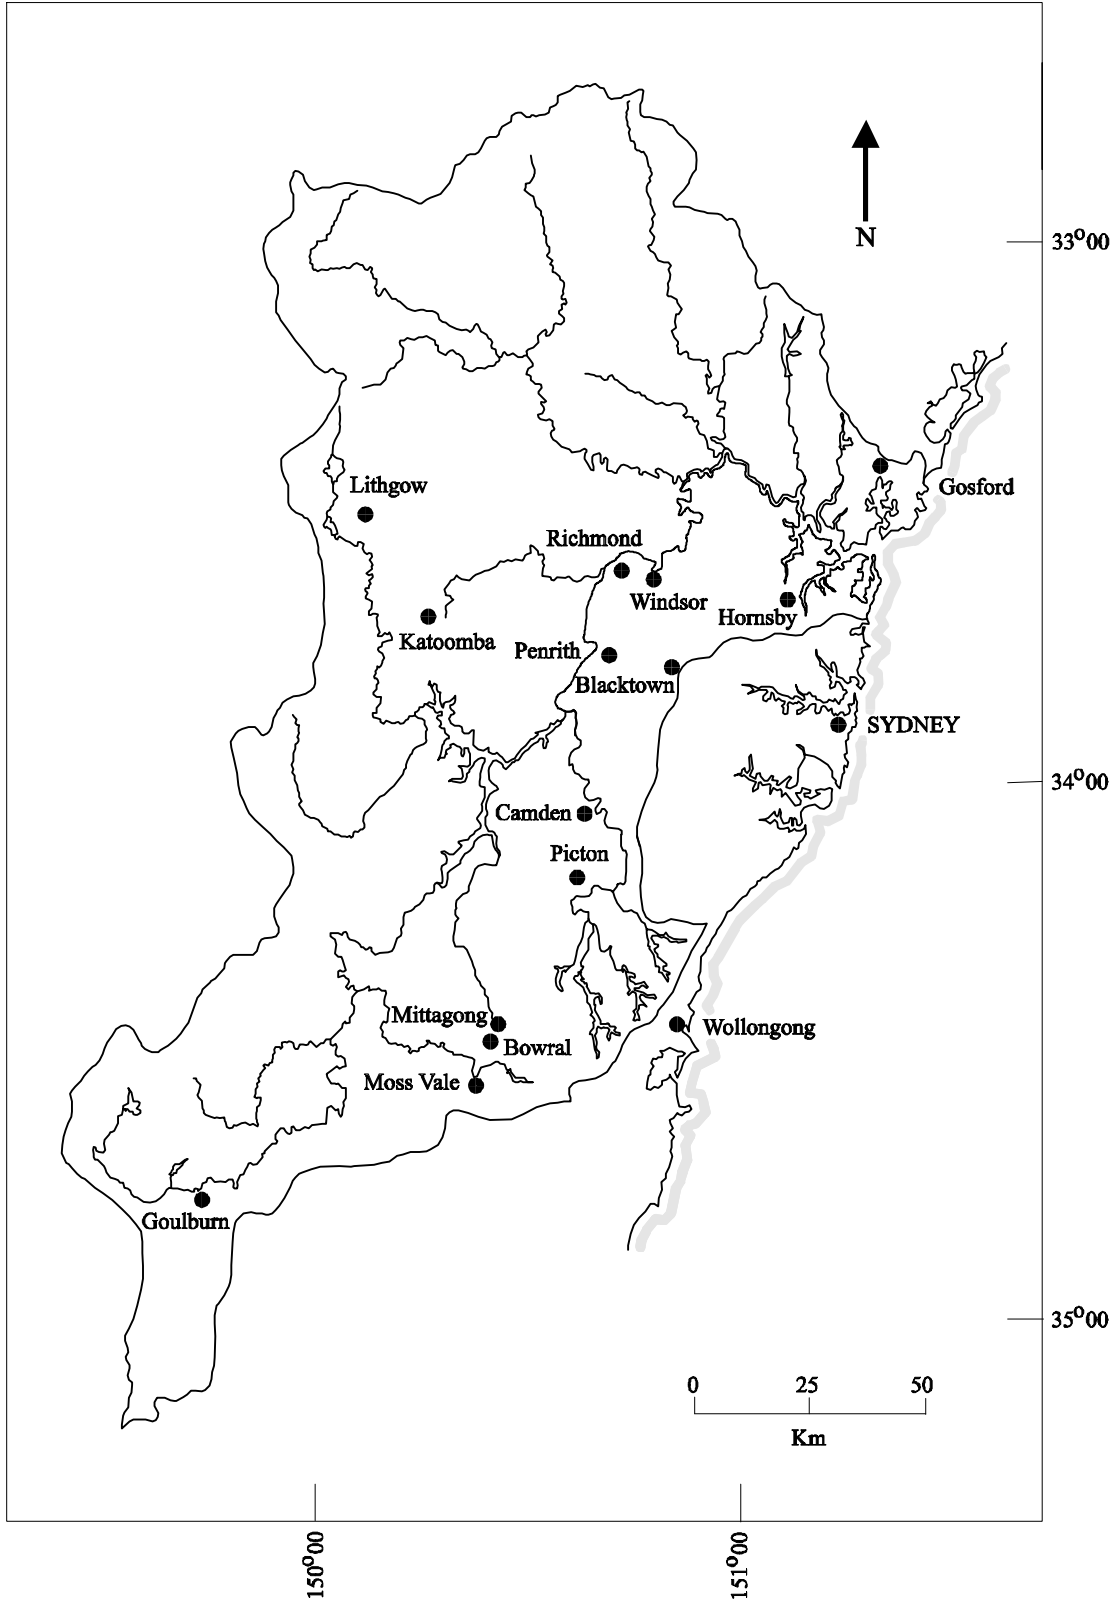 N
33°00
Lithgow
Gosford
Richmond
Windsor
Hornsby
Katoomba
Penrith
Blacktown
SYDNEY
34°00
Camden
Picton
Mittagong
Wollongong
Bowral
Moss Vale
Goulburn
35°00
0 25 50
Km
150°00
151°00